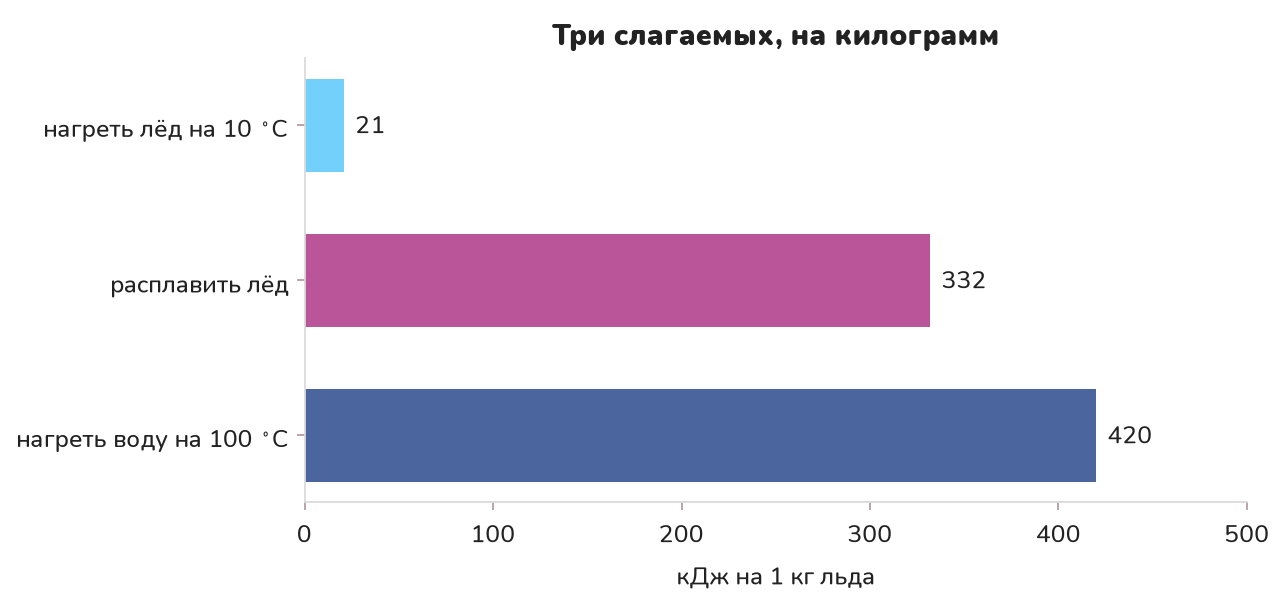 Три слагаемых, на килограмм
нагреть лёд на 10 °C
21
расплавить лёд
332
нагреть воду на 100 °C
420
0 100 200 300 400 500
кДж на 1 кг льда